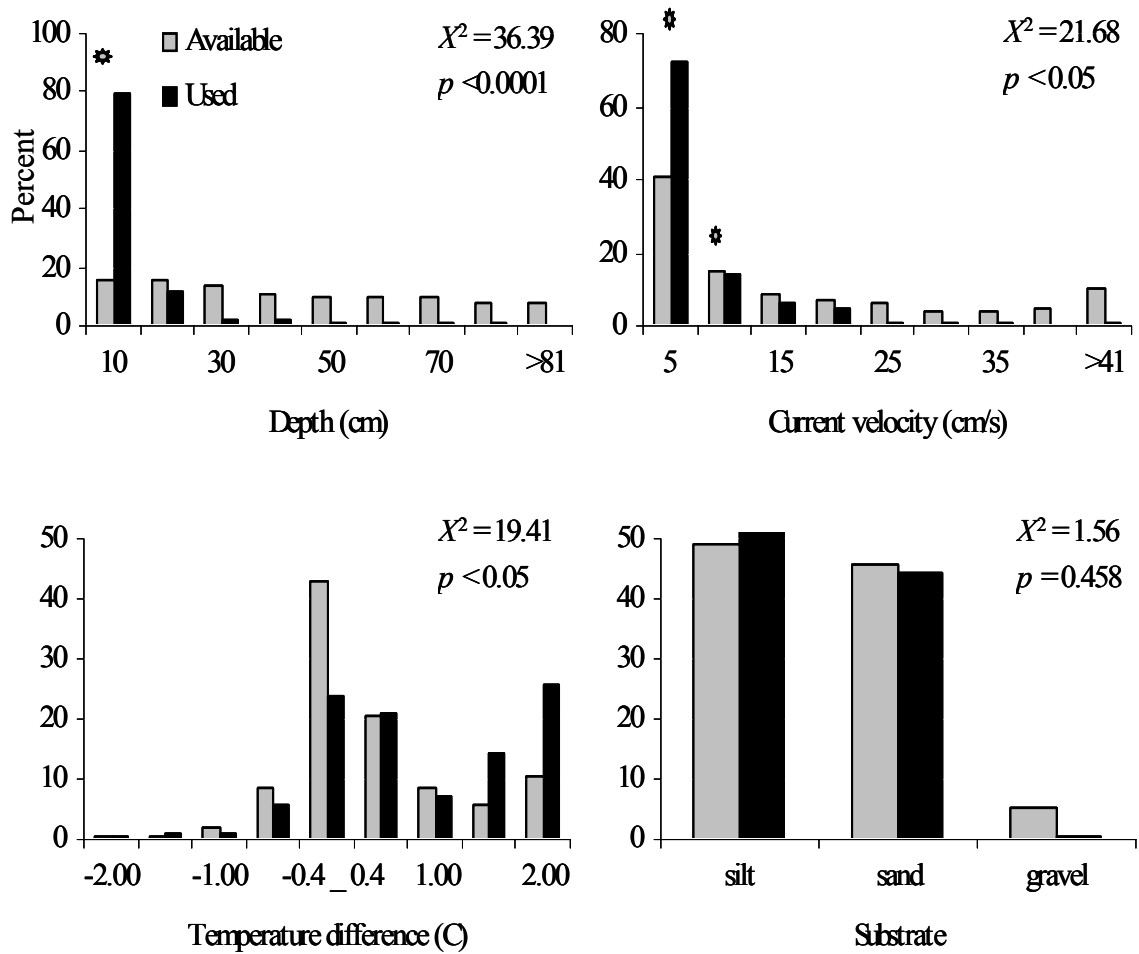 100
80
60
40
20
0
Percent
Available
Used
X² = 36.39
p <0.0001
10 30 50 70 >81
Depth (cm)
80
60
40
20
0
X² = 21.68
p < 0.05
5 15 25 35 >41
Current velocity (cm/s)
50
40
30
20
10
0
X² = 19.41
p < 0.05
-2.00 -1.00 -0.4 _ 0.4 1.00 2.00
Temperature difference (C)
50
40
30
20
10
0
X² = 1.56
p = 0.458
silt sand gravel
Substrate